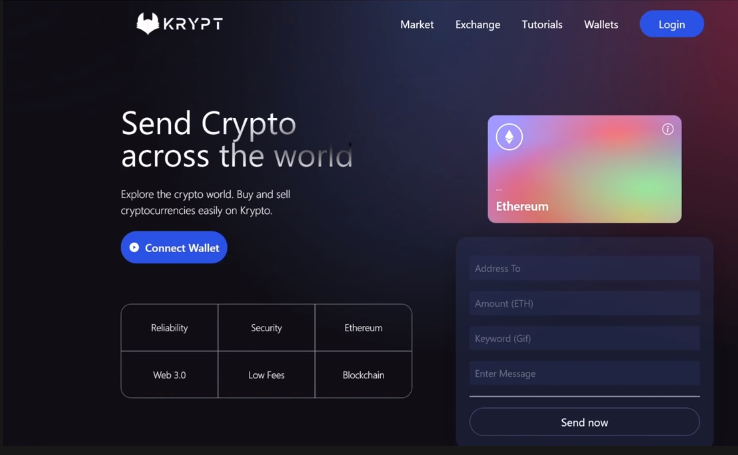 KRYPT
Market
Exchange
Tutorials
Wallets
Login
Send Crypto
across the world
Explore the crypto world. Buy and sell
cryptocurrencies easily on Krypto.
Connect Wallet
Reliability
Security
Ethereum
Web 3.0
Low Fees
Blockchain
...
Ethereum
Address To
Amount (ETH)
Keyword (Gif)
Enter Message
Send now